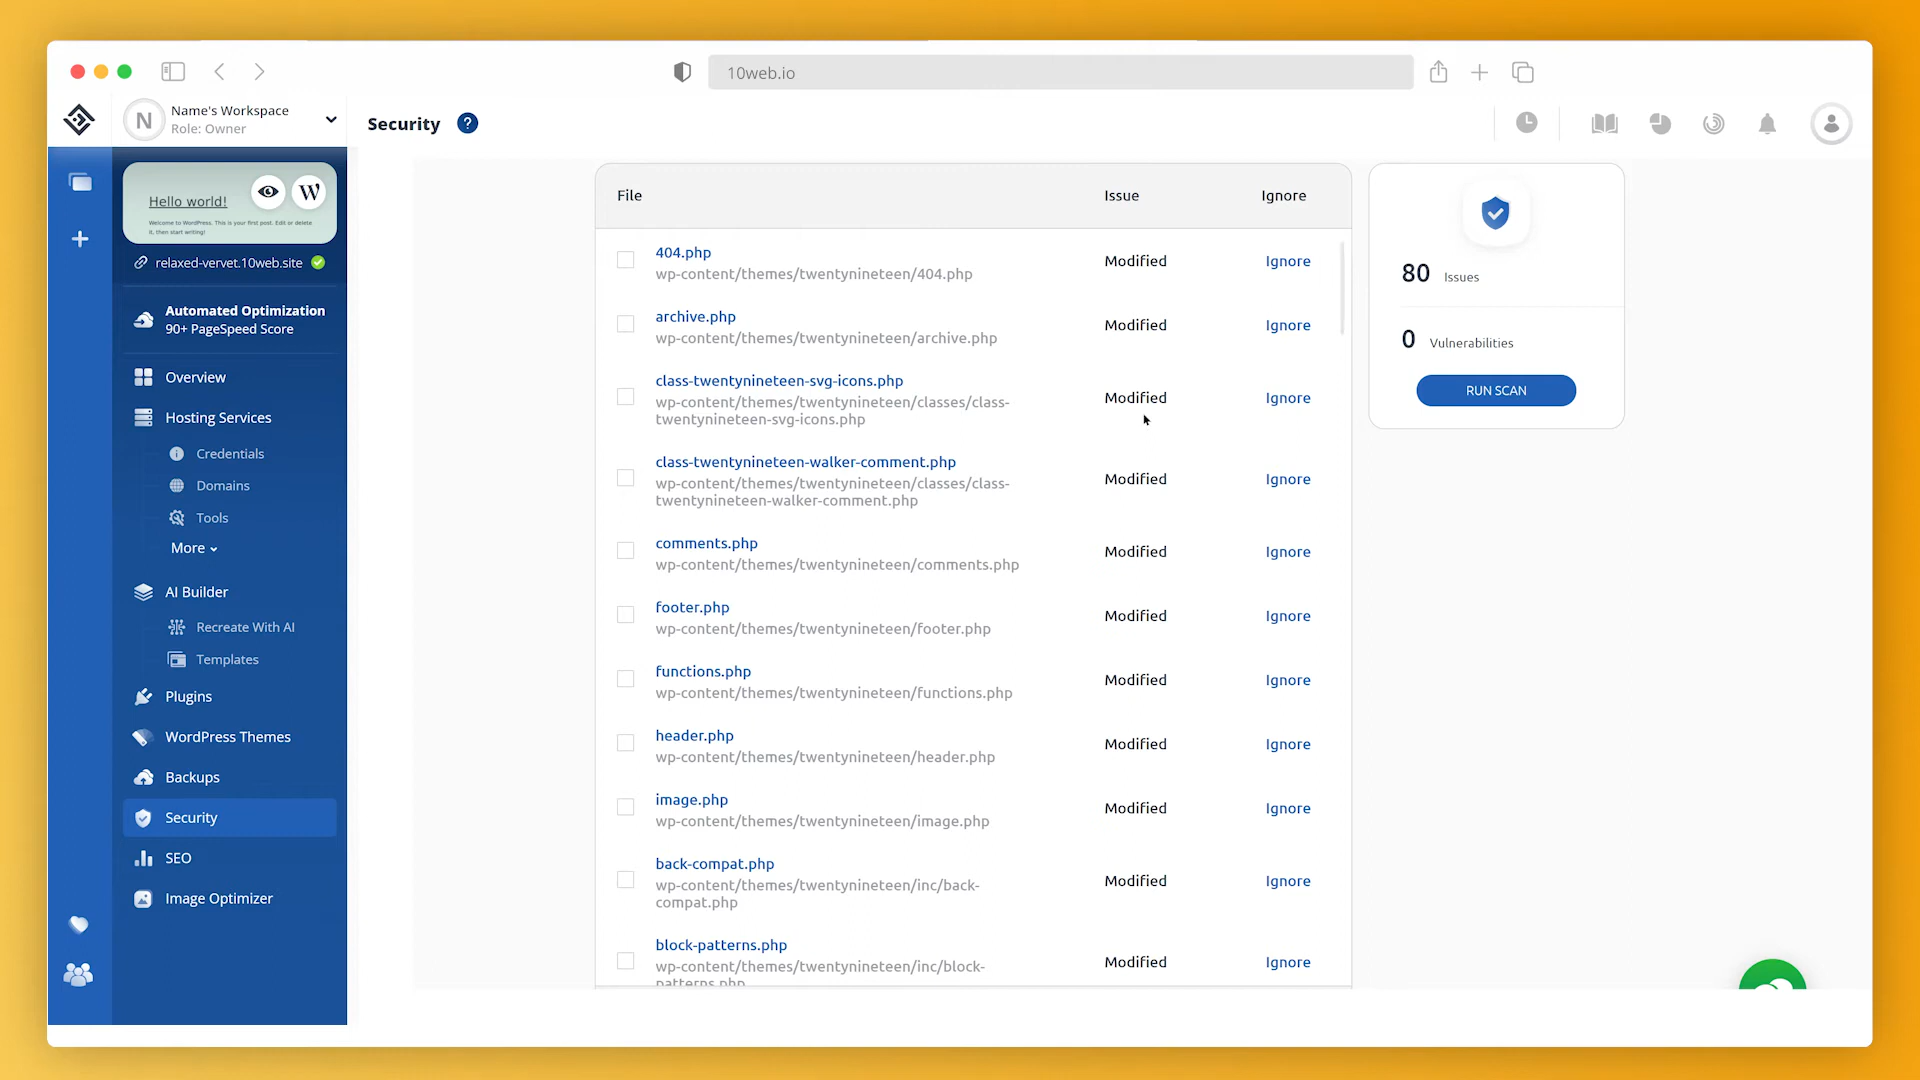 10web.io
N
Name's Workspace
Role: Owner
Security
?
Hello world!
W
Welcome to WordPress. This is your first post. Edit or delete
it, then start writing!
relaxed-vervet.10web.site
Automated Optimization
90+ PageSpeed Score
Overview
Hosting Services
Credentials
Domains
Tools
More
AI Builder
Recreate With AI
Templates
Plugins
WordPress Themes
Backups
Security
SEO
Image Optimizer
File Issue Ignore
404.php
wp-content/themes/twentynineteen/404.php
Modified Ignore
archive.php
wp-content/themes/twentynineteen/archive.php
Modified Ignore
class-twentynineteen-svg-icons.php
wp-content/themes/twentynineteen/classes/class-
twentynineteen-svg-icons.php
Modified Ignore
class-twentynineteen-walker-comment.php
wp-content/themes/twentynineteen/classes/class-
twentynineteen-walker-comment.php
Modified Ignore
comments.php
wp-content/themes/twentynineteen/comments.php
Modified Ignore
footer.php
wp-content/themes/twentynineteen/footer.php
Modified Ignore
functions.php
wp-content/themes/twentynineteen/functions.php
Modified Ignore
header.php
wp-content/themes/twentynineteen/header.php
Modified Ignore
image.php
wp-content/themes/twentynineteen/image.php
Modified Ignore
back-compat.php
wp-content/themes/twentynineteen/inc/back-
compat.php
Modified Ignore
block-patterns.php
wp-content/themes/twentynineteen/inc/block-
patterns.php
Modified Ignore
80 Issues
0 Vulnerabilities
RUN SCAN